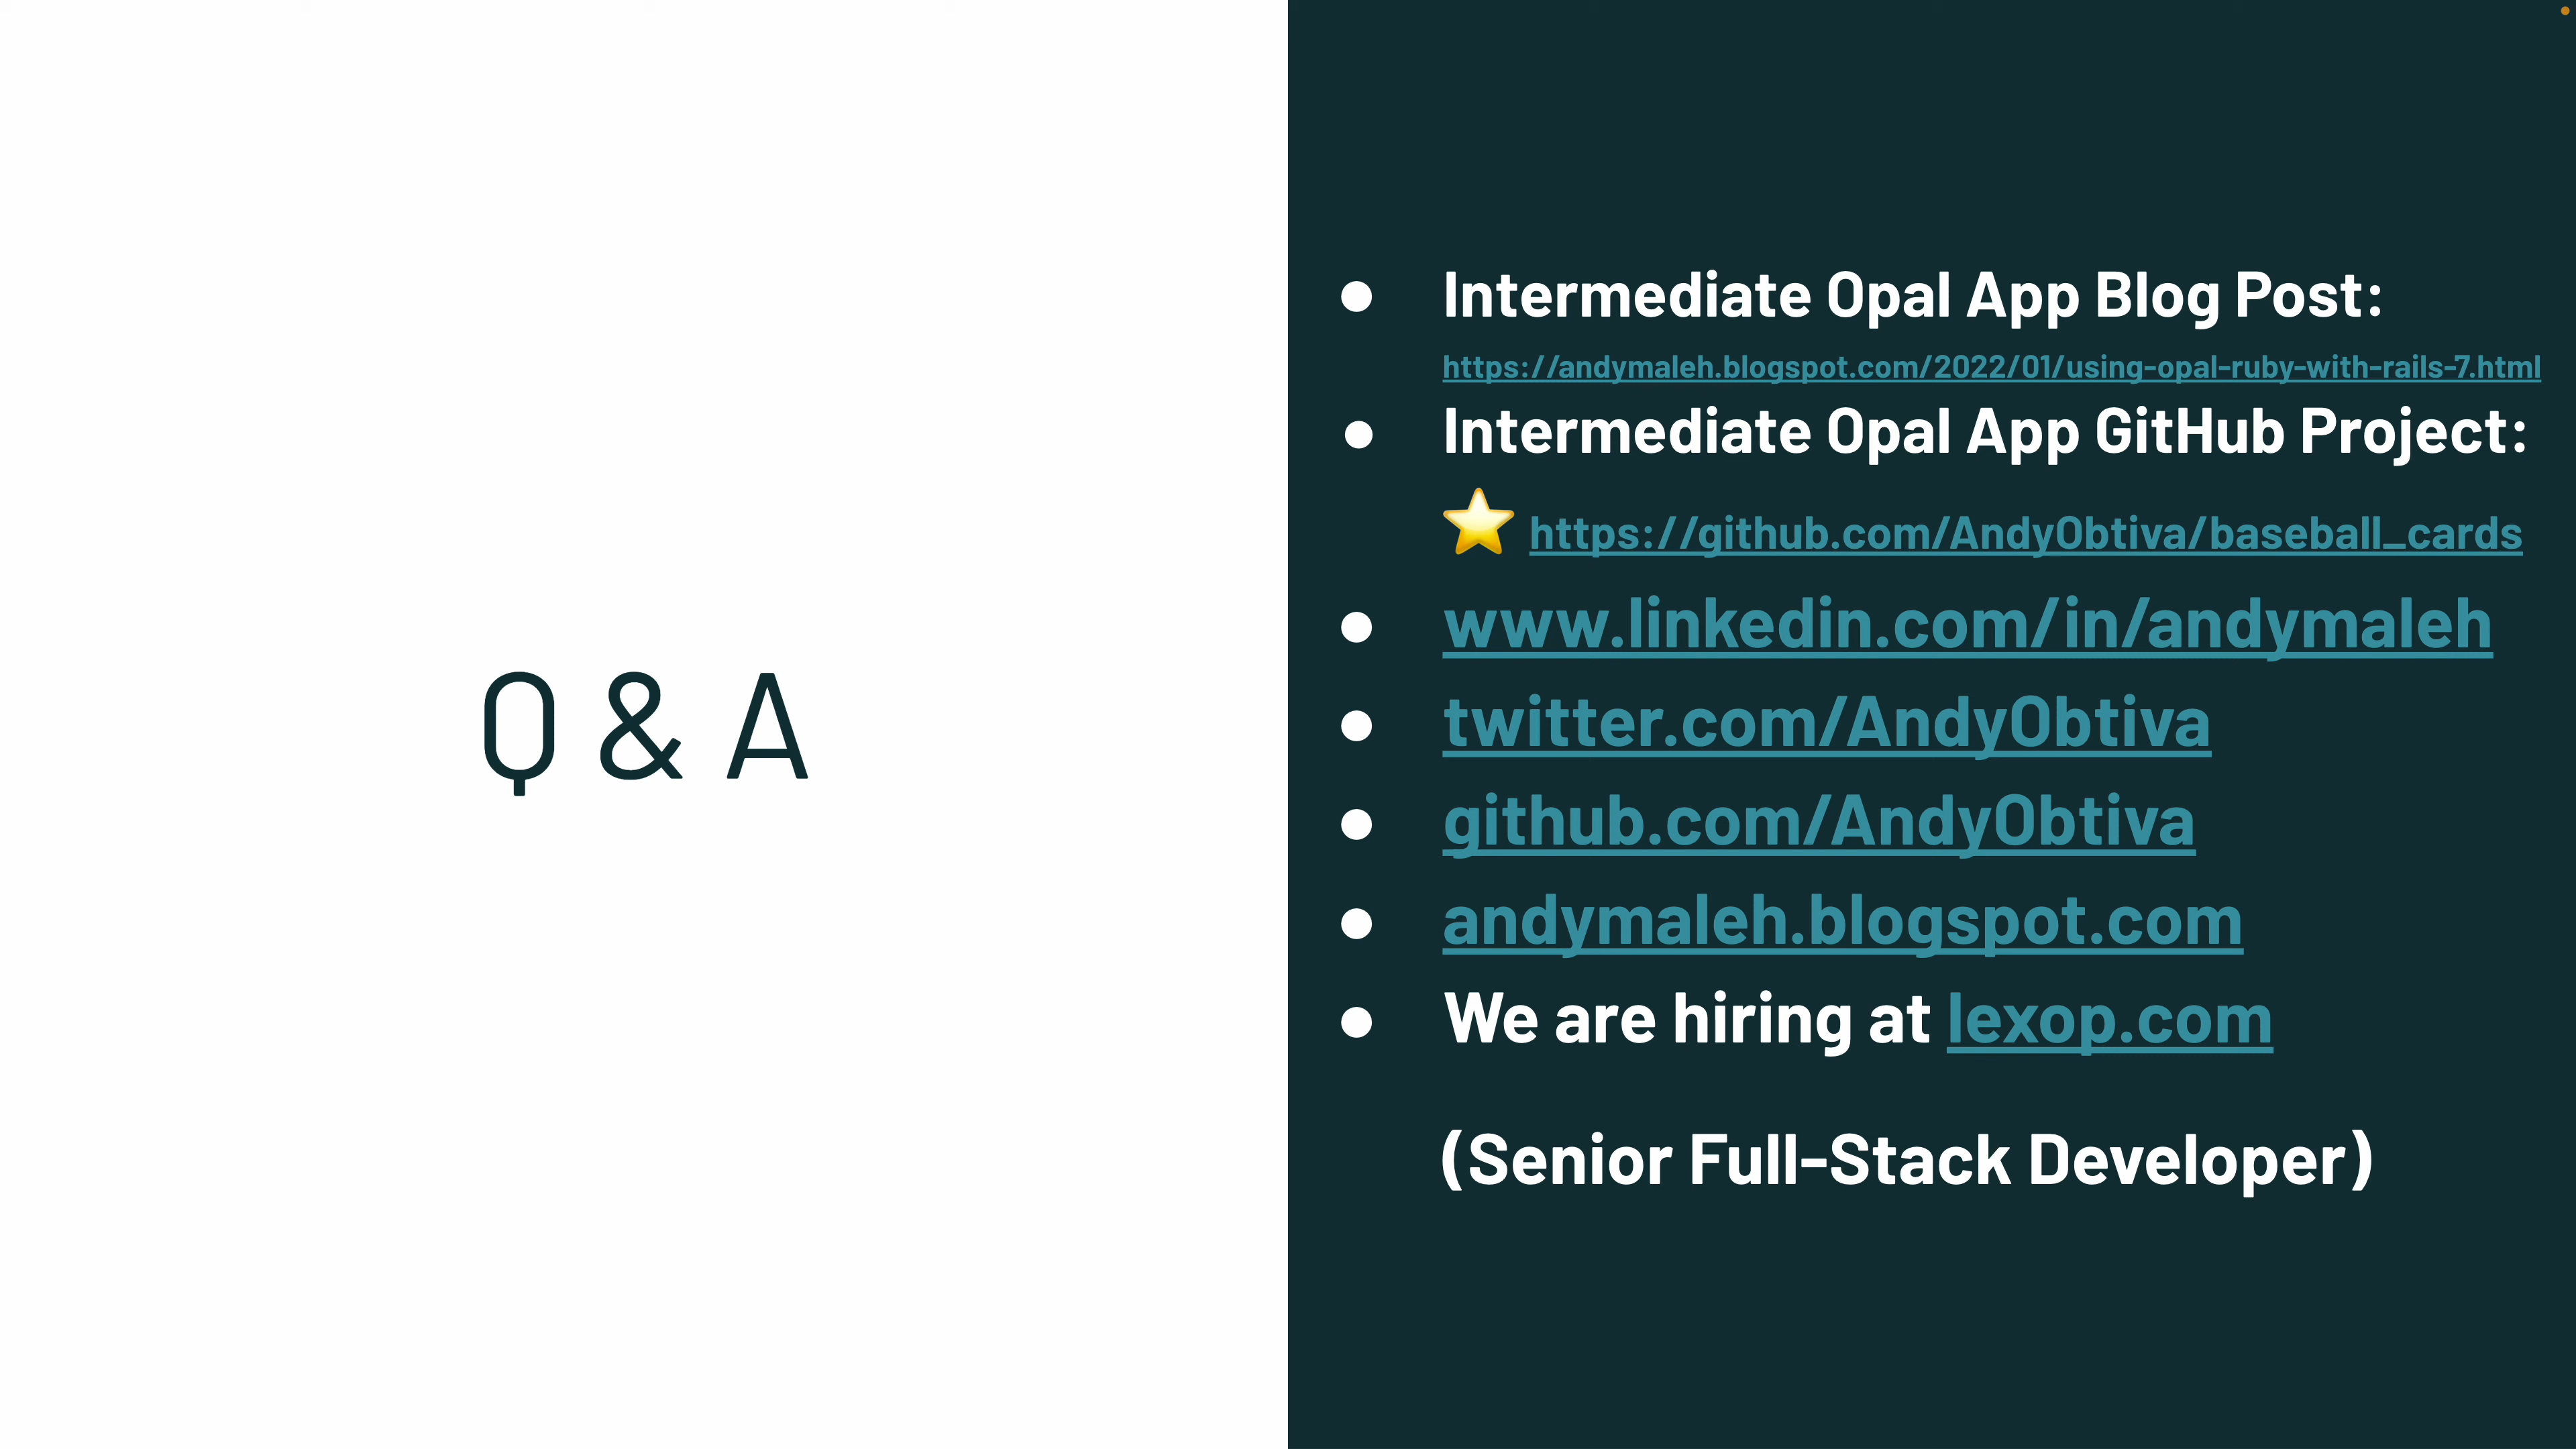 Q & A
• Intermediate Opal App Blog Post:
https://andymaleh.blogspot.com/2022/01/using-opal-ruby-with-rails-7.html
• Intermediate Opal App GitHub Project:
⭐ https://github.com/AndyObtiva/baseball_cards
• www.linkedin.com/in/andymaleh
• twitter.com/AndyObtiva
• github.com/AndyObtiva
• andymaleh.blogspot.com
• We are hiring at lexop.com
(Senior Full-Stack Developer)